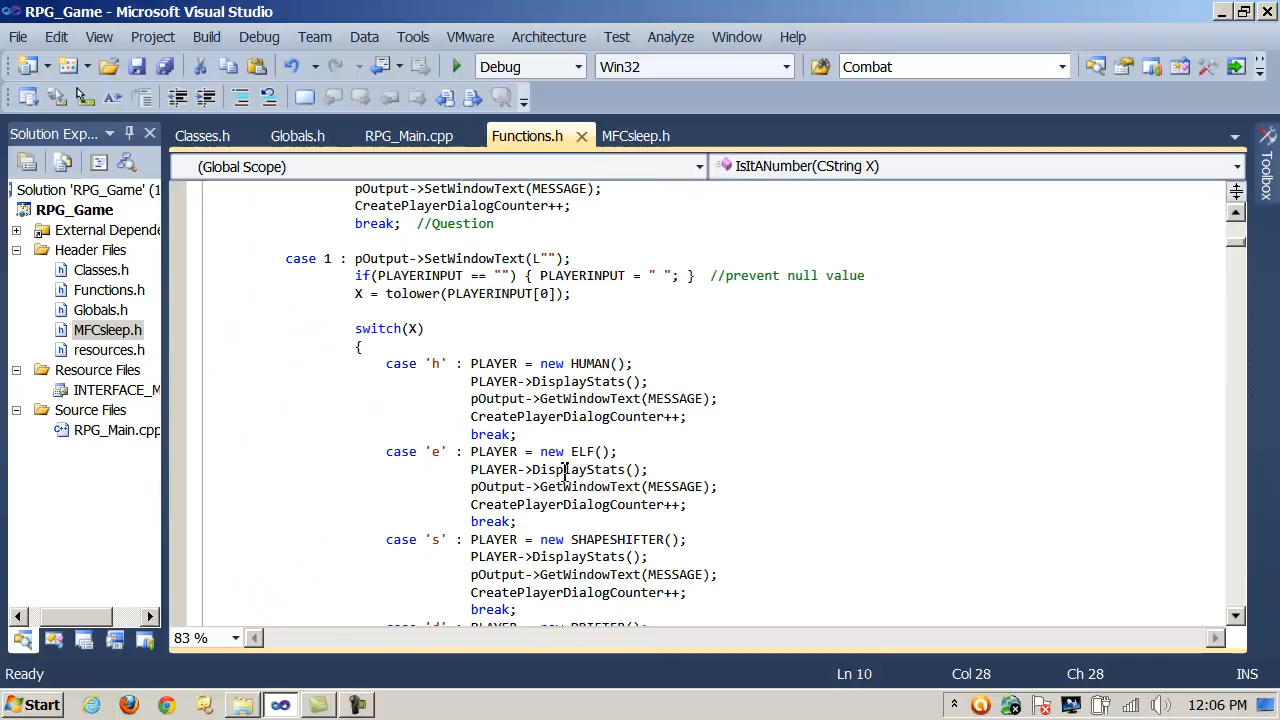 RPG_Game - Microsoft Visual Studio
File Edit View Project Build Debug Team Data Tools VMware Architecture Test Analyze Window Help
Debug Win32 Combat
Solution Exp... Classes.h Globals.h RPG_Main.cpp Functions.h MFCsleep.h
(Global Scope) IsItANumber(CString X)
Toolbox
Solution 'RPG_Game' (1
RPG_Game
External Depende
Header Files
Classes.h
Functions.h
Globals.h
MFCsleep.h
resources.h
Resource Files
INTERFACE_M
Source Files
RPG_Main.cpp
pOutput->SetWindowText(MESSAGE);
CreatePlayerDialogCounter++;
break; //Question
case 1 : pOutput->SetWindowText(L"");
if(PLAYERINPUT == "") { PLAYERINPUT = " "; } //prevent null value
X = tolower(PLAYERINPUT[0]);
switch(X)
{
case 'h' : PLAYER = new HUMAN();
PLAYER->DisplayStats();
pOutput->GetWindowText(MESSAGE);
CreatePlayerDialogCounter++;
break;
case 'e' : PLAYER = new ELF();
PLAYER->DisplayStats();
pOutput->GetWindowText(MESSAGE);
CreatePlayerDialogCounter++;
break;
case 's' : PLAYER = new SHAPESHIFTER();
PLAYER->DisplayStats();
pOutput->GetWindowText(MESSAGE);
CreatePlayerDialogCounter++;
break;
83 %
Ready Ln 10 Col 28 Ch 28 INS
Start 12:06 PM